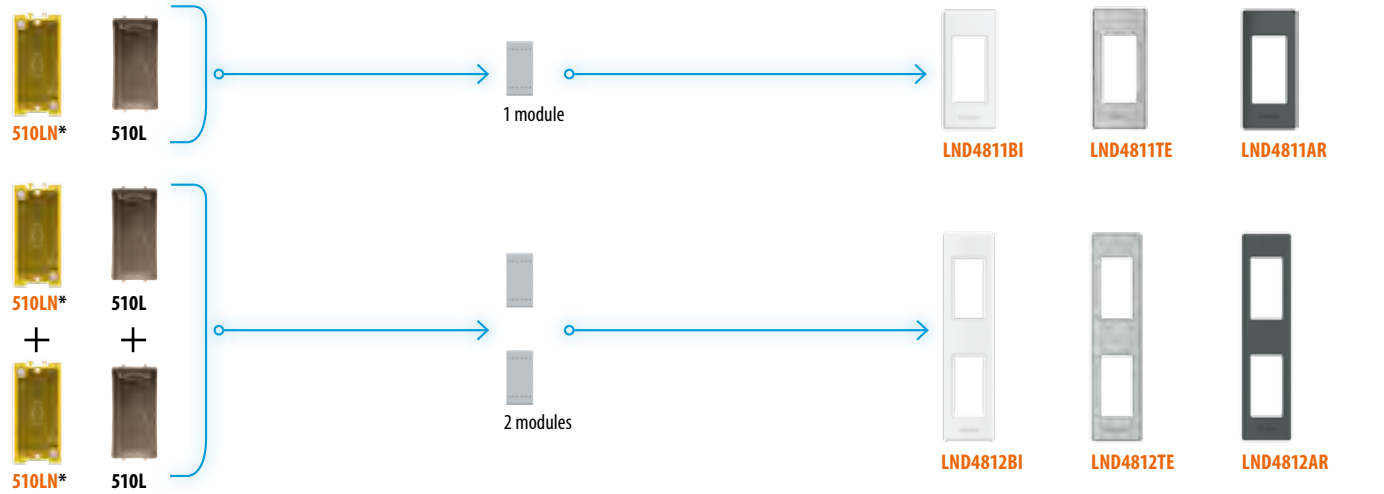 510LN*
510L
1 module
LND4811BI
LND4811TE
LND4811AR
510LN*
510L
+
+
510LN*
510L
2 modules
LND4812BI
LND4812TE
LND4812AR